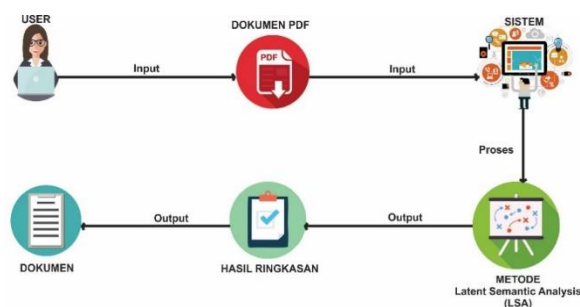 USER
DOKUMEN PDF
SISTEM
PDF
Input
Input
Proses
Output
Output
DOKUMEN
HASIL RINGKASAN
METODE
Latent Semantic Analysis
(LSA)